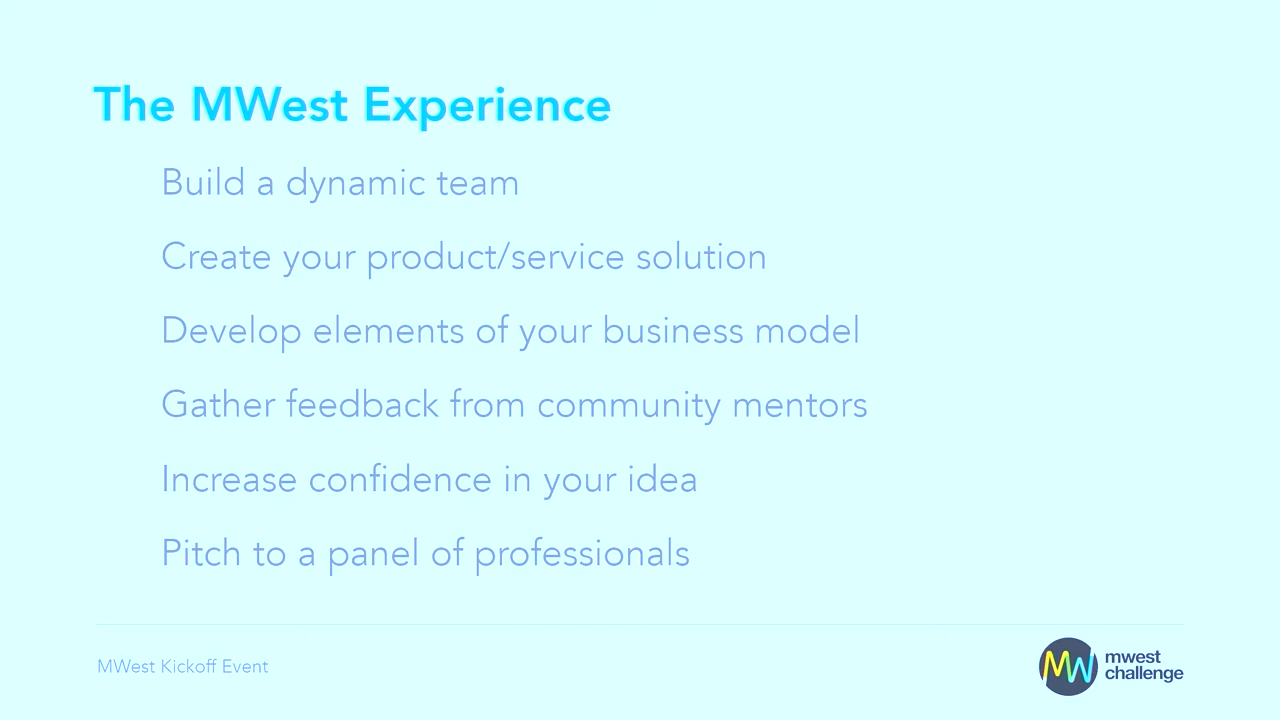 The MWest Experience
Build a dynamic team
Create your product/service solution
Develop elements of your business model
Gather feedback from community mentors
Increase confidence in your idea
Pitch to a panel of professionals
MWest Kickoff Event
MW
mwest
challenge